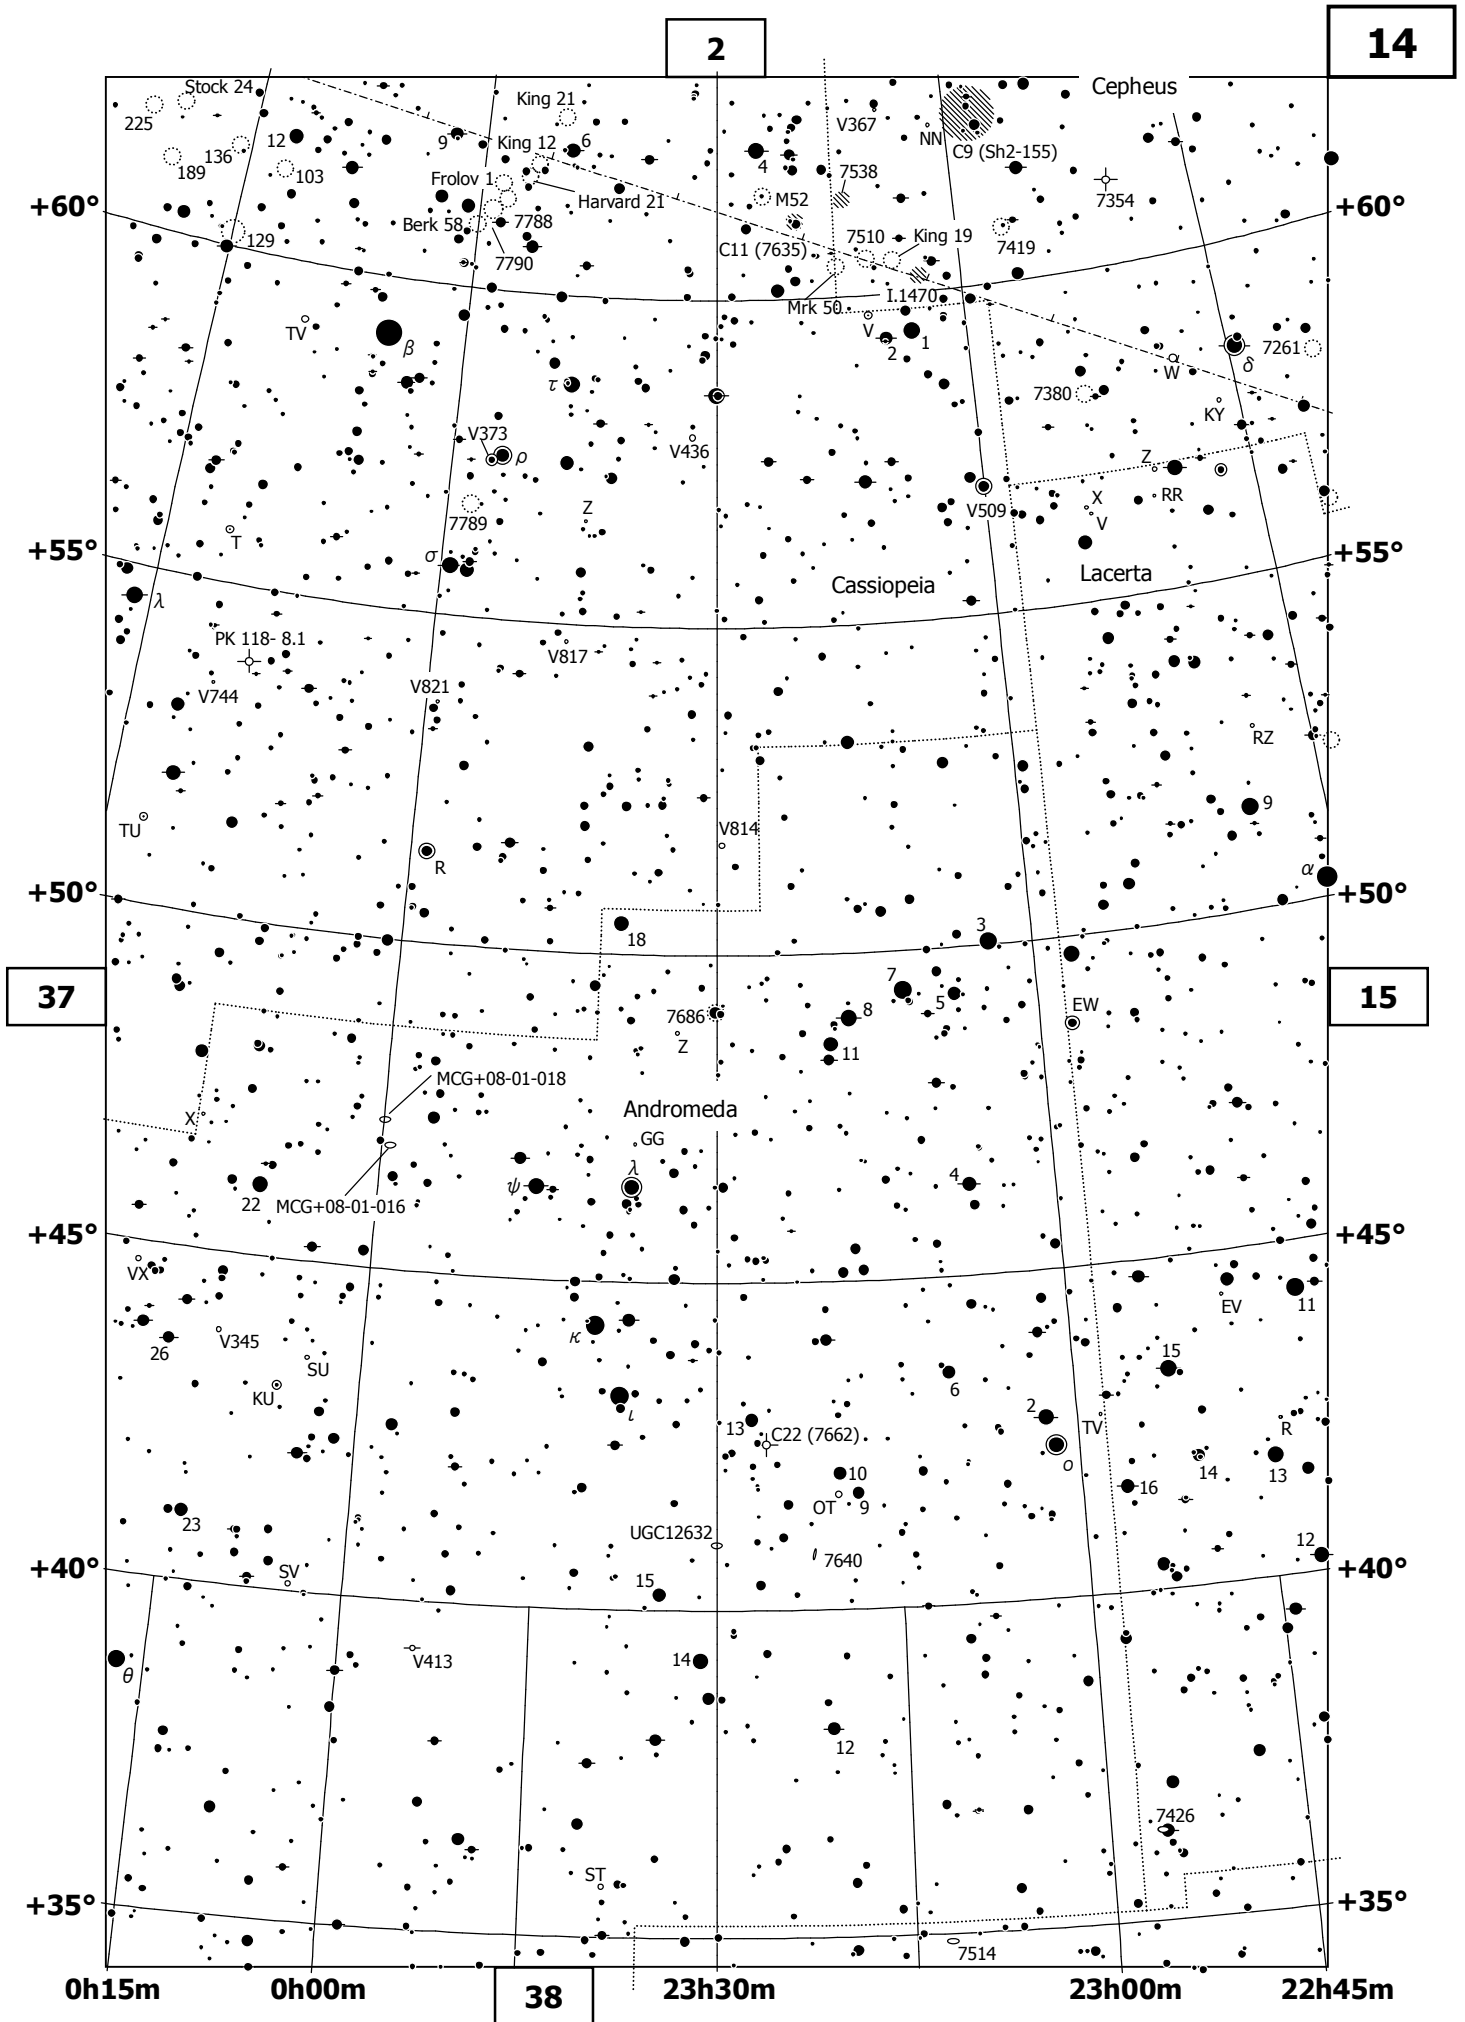 2
14
Cepheus
Stock 24
225
136
189
12
103
9
King 21
King 12
6
Frolov 1
Harvard 21
Berk 58
7788
7790
129
4
M52
C11 (7635)
V367
7538
NN
C9 (Sh2-155)
7354
7510
King 19
7419
Mrk 50
I.1470
+60°
+60°
TV
β
τ
V
2
1
α
W
δ
7261
7380
KY
V373
ρ
V436
Z
7789
Z
RR
X
V
V509
T
σ
+55°
+55°
Cassiopeia
Lacerta
λ
PK 118- 8.1
V744
V817
V821
RZ
TU
R
V814
9
α
+50°
+50°
18
3
7
5
8
11
37
15
7686
Z
EW
MCG+08-01-018
X
Andromeda
GG
λ
ψ
4
22
MCG+08-01-016
+45°
+45°
VX
26
V345
SU
KU
κ
ι
EV
11
15
6
2
TV
R
13
C22 (7662)
ο
14
13
10
OT
9
16
23
UGC12632
7640
12
SV
15
+40°
+40°
θ
V413
14
12
7426
ST
+35°
+35°
7514
0h15m
0h00m
38
23h30m
23h00m
22h45m